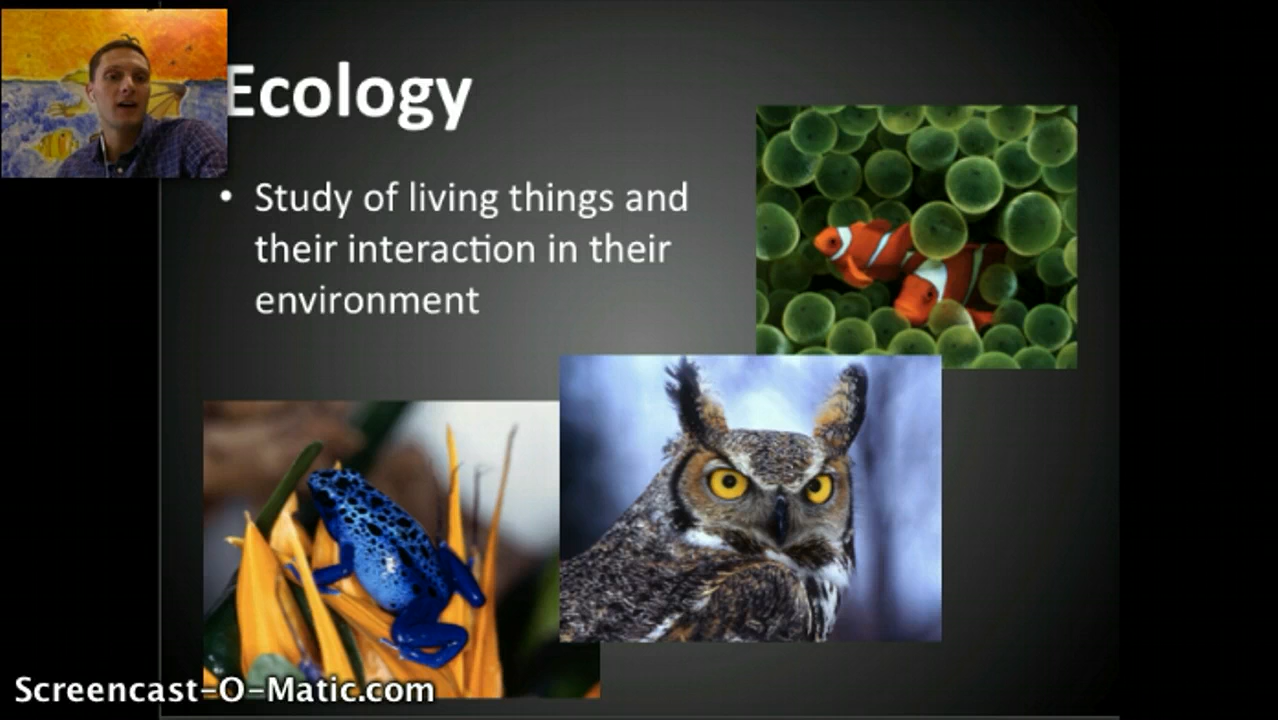 Ecology
• Study of living things and
their interaction in their
environment
Screencast-O-Matic.com